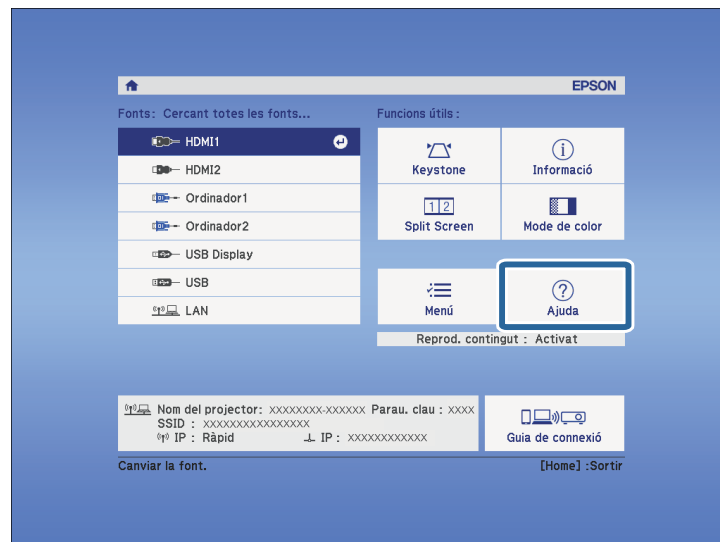 EPSON
Fonts: Cercant totes les fonts...
HDMI1
HDMI2
Ordinador1
Ordinador2
USB Display
USB
LAN
Funcions útils :
Keystone
Informació
1 2
Split Screen
Mode de color
Menú
Ajuda
Reprod. contingut : Activat
Nom del projector: XXXXXXXX-XXXXXX Parau. clau : XXXX
SSID : XXXXXXXXXXXXXXXX
IP : Ràpid IP : XXXXXXXXXXXX
Guia de connexió
Canviar la font.
[Home] :Sortir